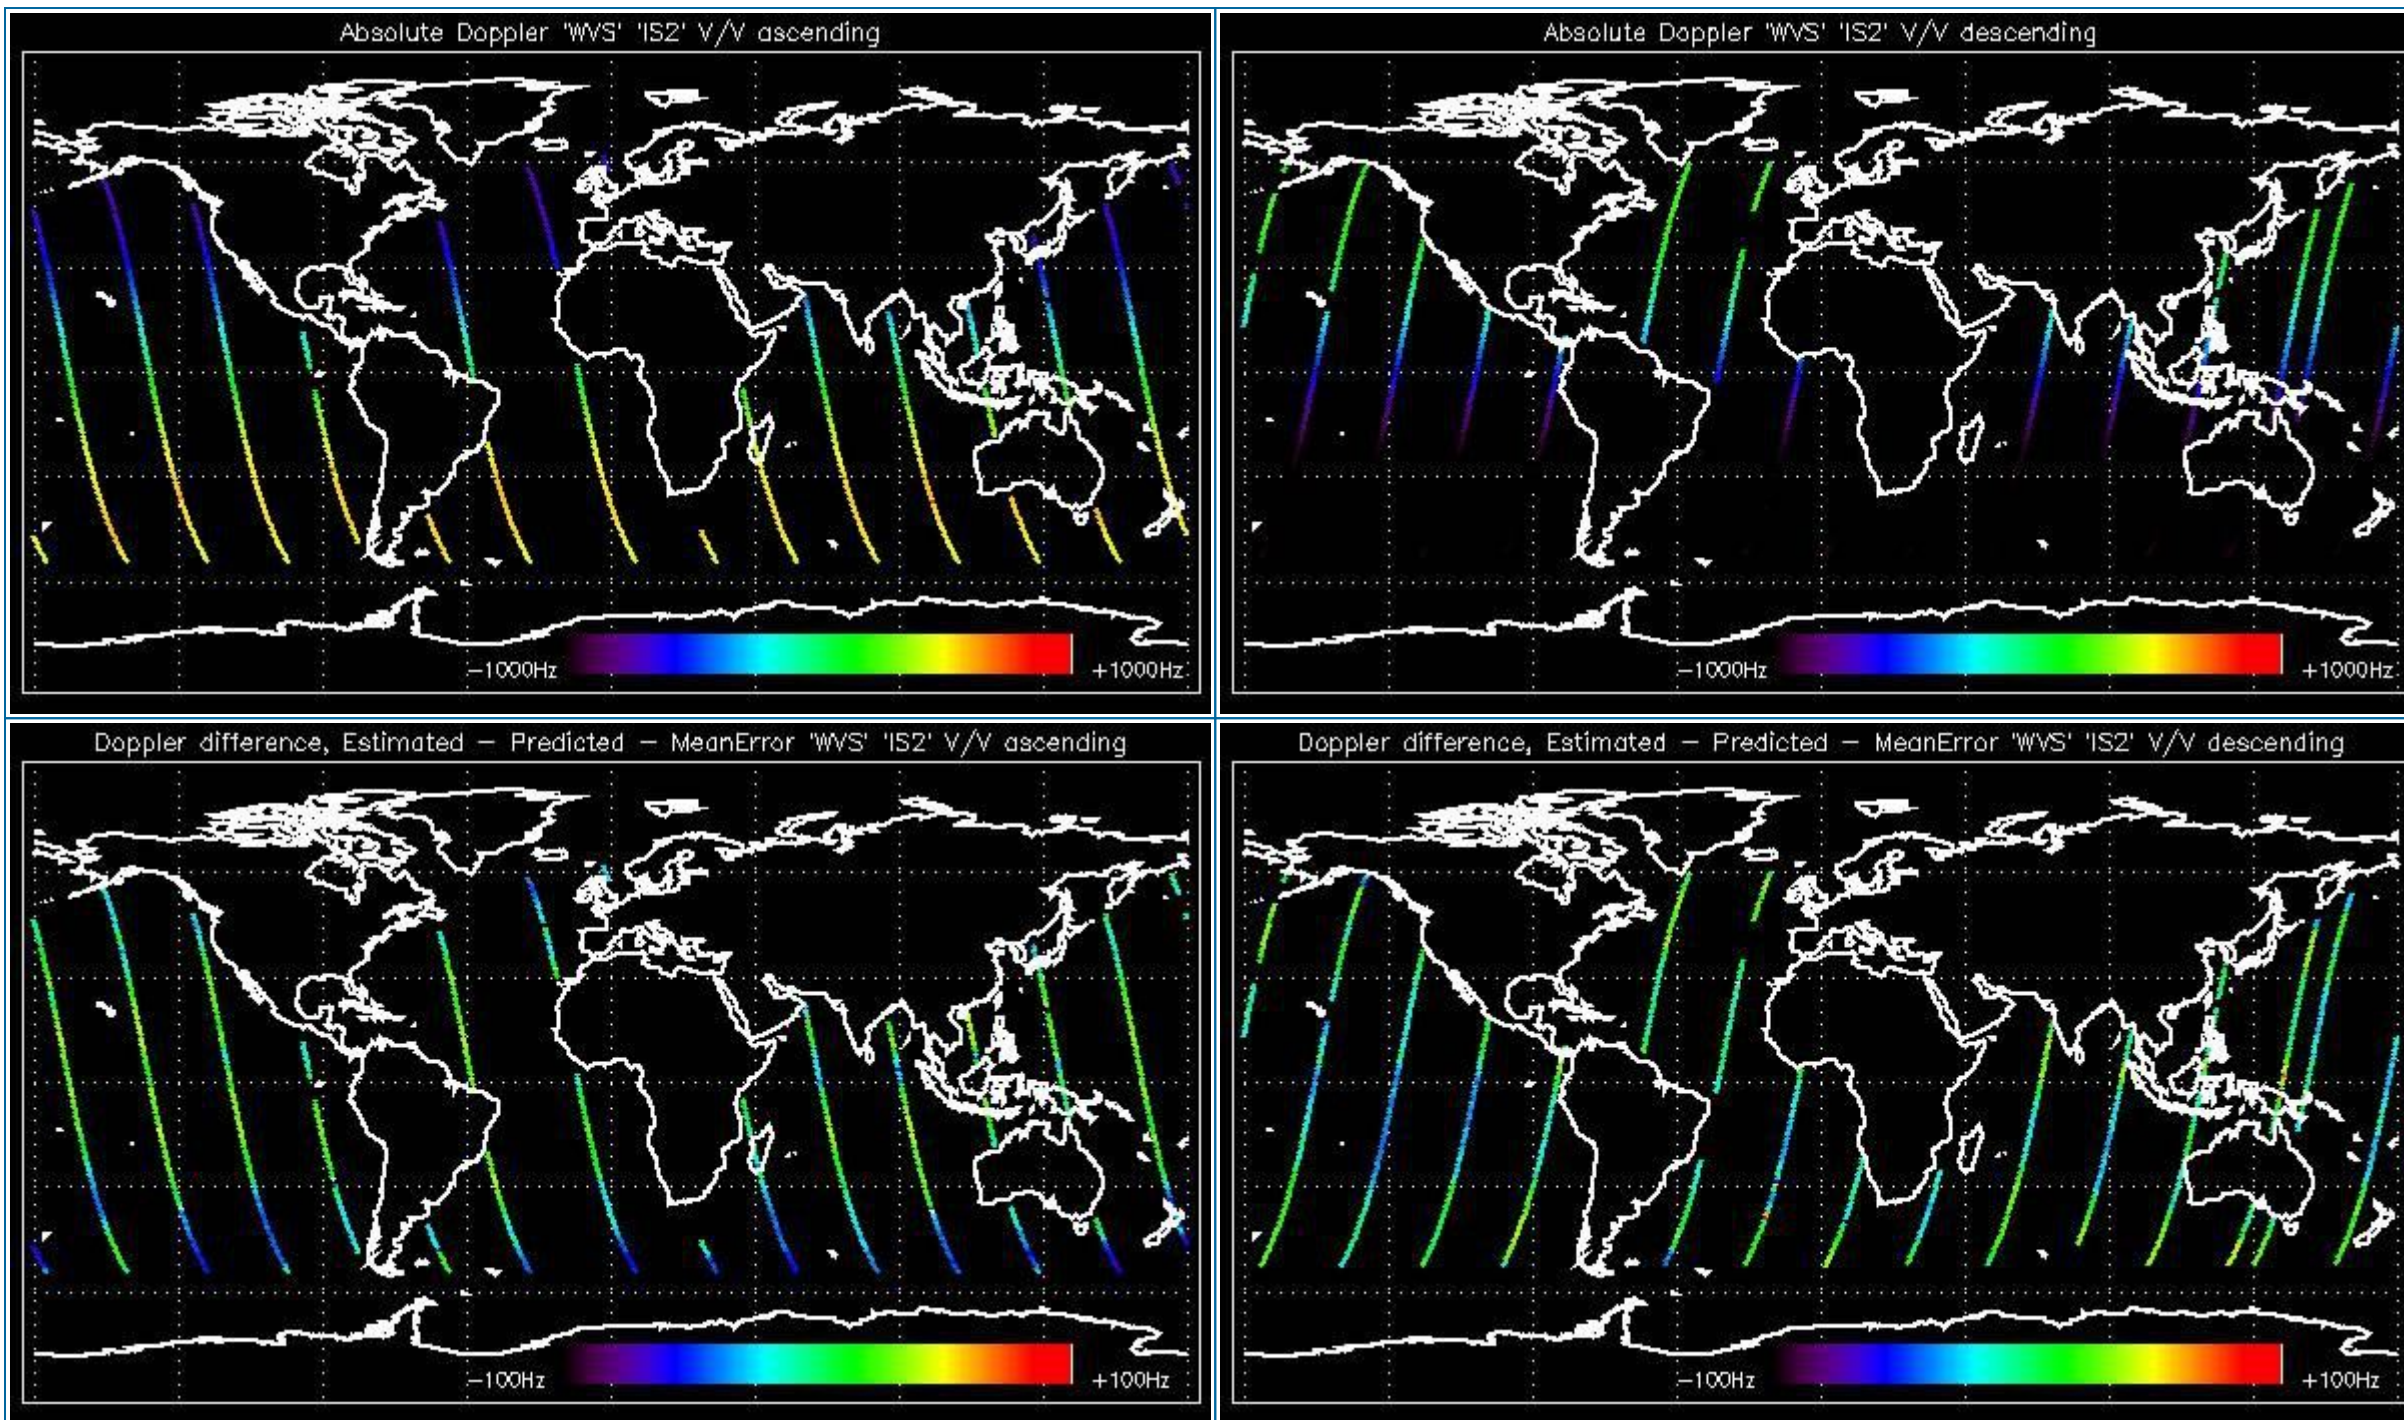 Absolute Doppler 'WVS' 'IS2' V/V ascending
−1000Hz
+1000Hz
Absolute Doppler 'WVS' 'IS2' V/V descending
−1000Hz
+1000Hz
Doppler difference, Estimated − Predicted − MeanError 'WVS' 'IS2' V/V ascending
−100Hz
+100Hz
Doppler difference, Estimated − Predicted − MeanError 'WVS' 'IS2' V/V descending
−100Hz
+100Hz